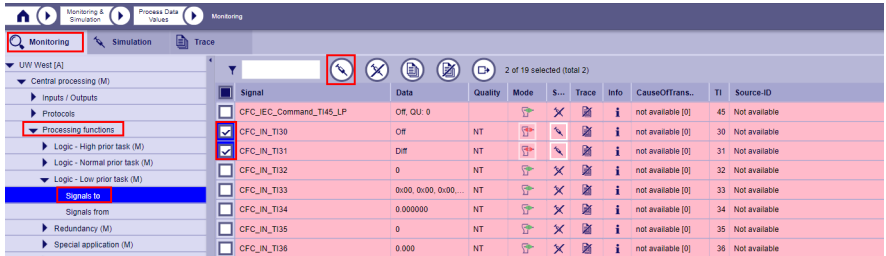 Monitoring & Simulation
Process Data Values
Monitoring
Monitoring Simulation Trace
UW West [A]
Central processing (M)
Inputs / Outputs
Protocols
Processing functions
Logic - High prior task (M)
Logic - Normal prior task (M)
Logic - Low prior task (M)
Signals to
Signals from
Redundancy (M)
Special application (M)
2 of 19 selected (total 2)
Signal Data Quality Mode S... Trace Info CauseOfTrans.. TI Source-ID
CFC_IEC_Command_TI45_LP Off, QU: 0 i not available [0] 45 Not available
CFC_IN_TI30 Off NT i not available [0] 30 Not available
CFC_IN_TI31 Diff NT i not available [0] 31 Not available
CFC_IN_TI32 0 NT i not available [0] 32 Not available
CFC_IN_TI33 0x00, 0x00, 0x00,... NT i not available [0] 33 Not available
CFC_IN_TI34 0.000000 NT i not available [0] 34 Not available
CFC_IN_TI35 0 NT i not available [0] 35 Not available
CFC_IN_TI36 0.000 NT i not available [0] 36 Not available